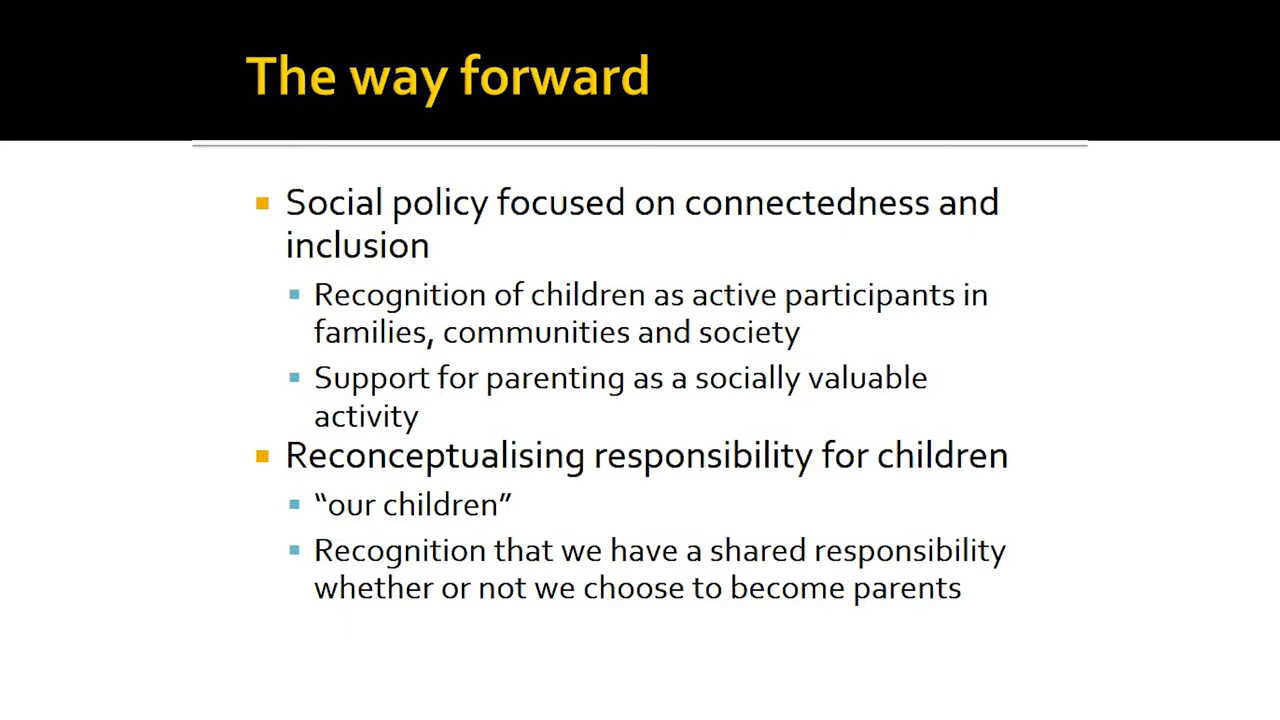 The way forward
Social policy focused on connectedness and
inclusion
Recognition of children as active participants in
families, communities and society
Support for parenting as a socially valuable
activity
Reconceptualising responsibility for children
“our children”
Recognition that we have a shared responsibility
whether or not we choose to become parents